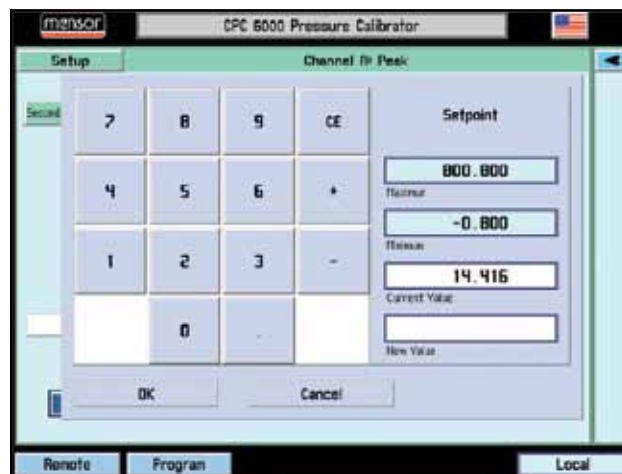 mensor
CPC 6000 Pressure Calibrator
Setup
Channel A: Peak
Second
7 8 9 CE
4 5 6 +
1 2 3 -
0 .
Setpoint
800.800
Maximum
-0.800
Minimum
14.416
Current Value
New Value
OK
Cancel
Remote
Program
Local